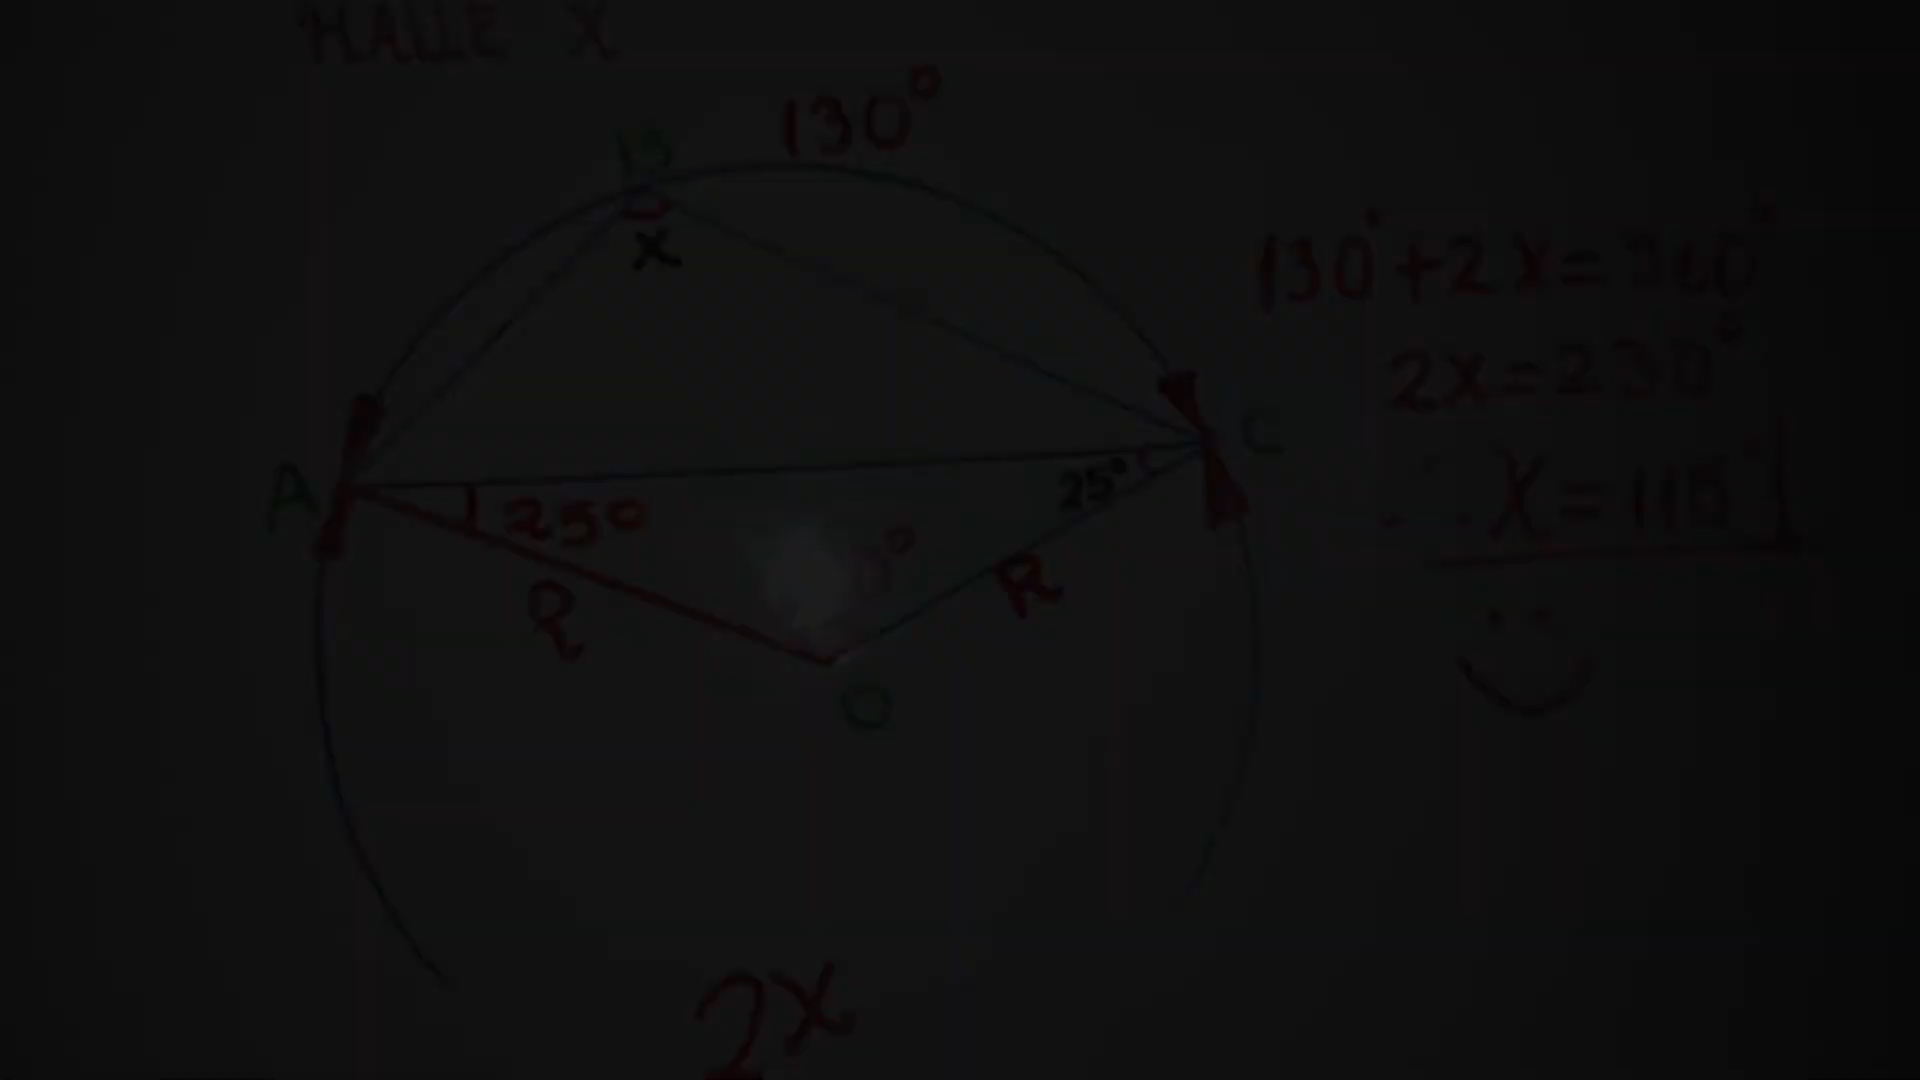 HALLE X
130°
B
X
130°+2X=360°
2X=230°
X=115°
A
C
25°
25°
R
R
O
2X